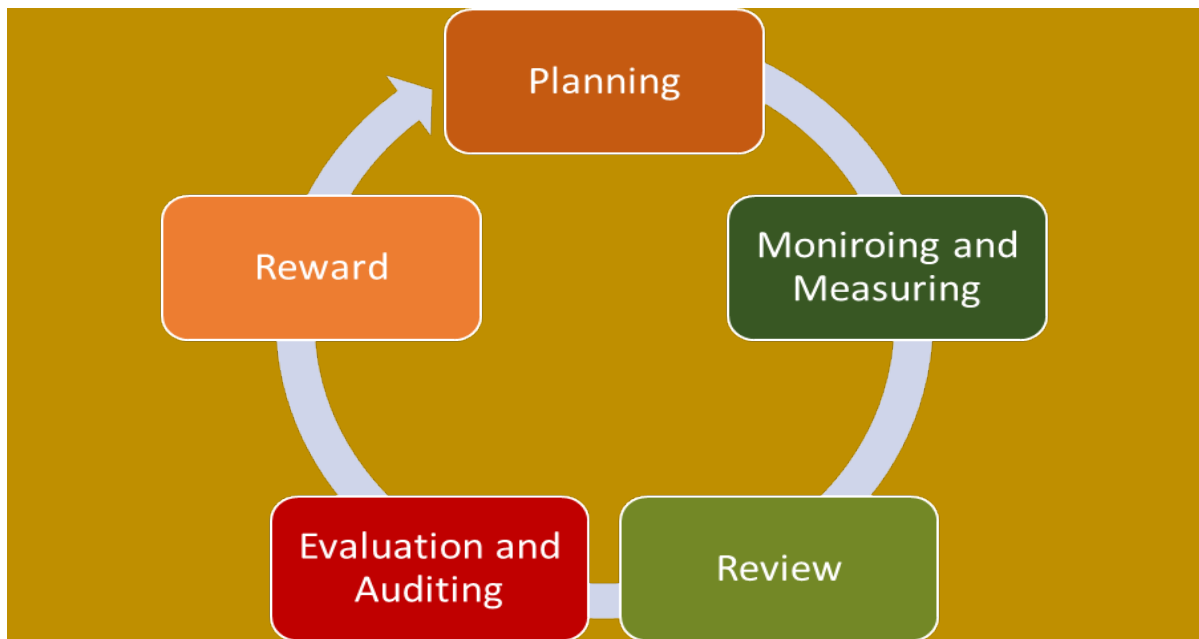 Planning
Moniroing and
Measuring
Review
Evaluation and
Auditing
Reward